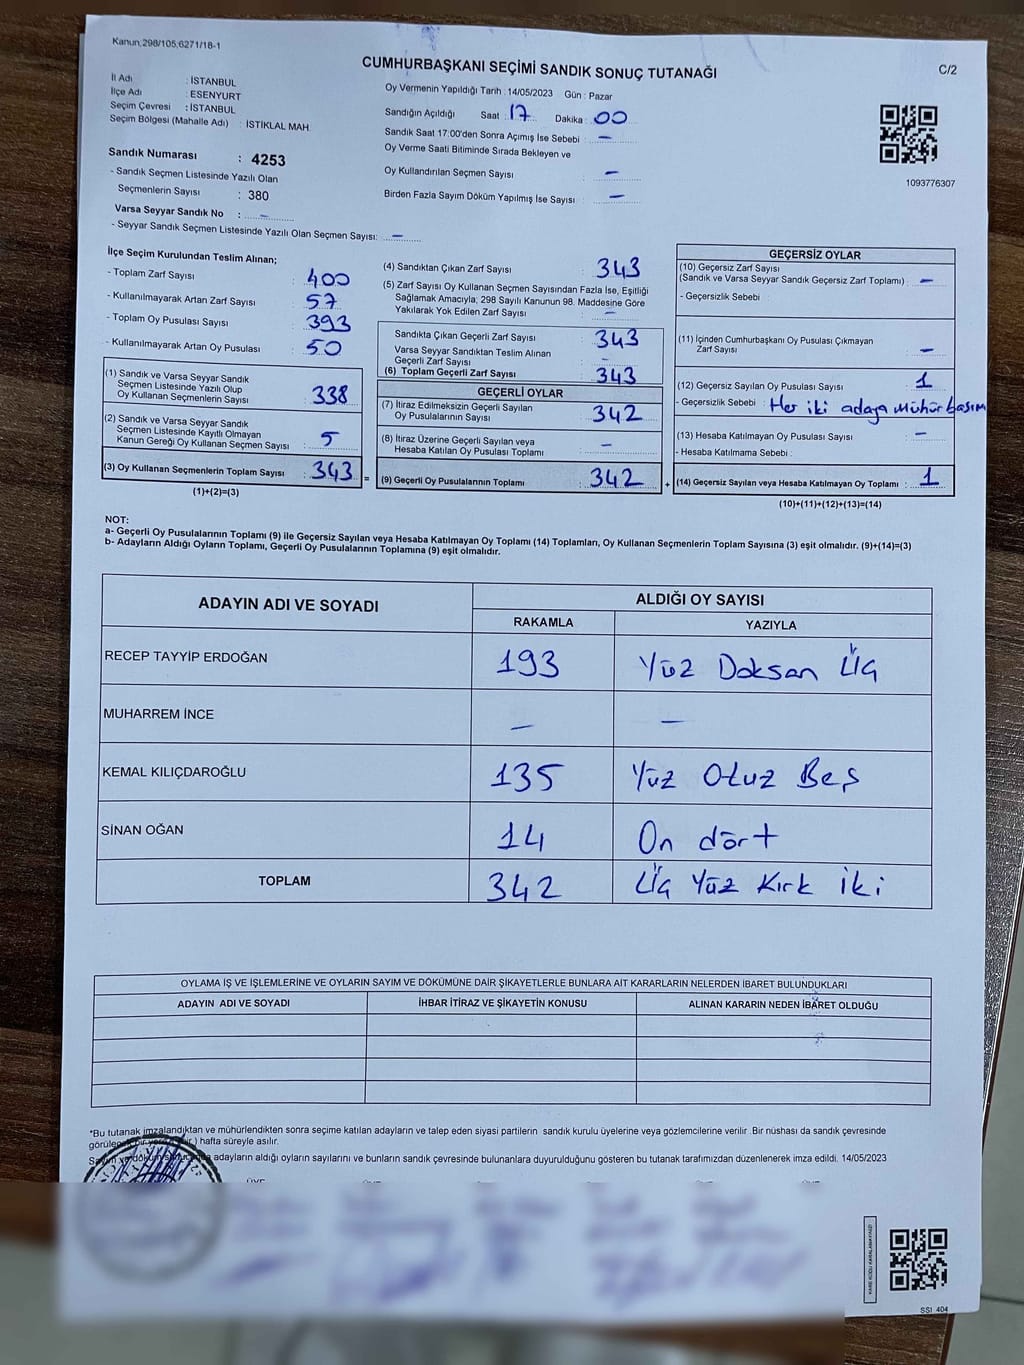 Kanun;298/105,6271/18-1
CUMHURBAŞKANI SEÇİMİ SANDIK SONUÇ TUTANAĞI
C/2
İl Adı : İSTANBUL
İlçe Adı : ESENYURT
Seçim Çevresi : İSTANBUL
Seçim Bölgesi (Mahalle Adı) : İSTİKLAL MAH.
Sandık Numarası : 4253
- Sandık Seçmen Listesinde Yazılı Olan
Seçmenlerin Sayısı : 380
Varsa Seyyar Sandık No : –
- Seyyar Sandık Seçmen Listesinde Yazılı Olan Seçmen Sayısı: –
Oy Vermenin Yapıldığı Tarih : 14/05/2023 Gün : Pazar
Sandığın Açıldığı Saat : 17 Dakika : 00
Sandık Saat 17:00'den Sonra Açımış İse Sebebi : –
Oy Verme Saati Bitiminde Sırada Bekleyen ve
Oy Kullandırılan Seçmen Sayısı : –
Birden Fazla Sayım Döküm Yapılmış İse Sayısı : –
1093776307
İlçe Seçim Kurulundan Teslim Alınan;
- Toplam Zarf Sayısı : 400
- Kullanılmayarak Artan Zarf Sayısı : 57
- Toplam Oy Pusulası Sayısı : 393
- Kullanılmayarak Artan Oy Pusulası : 50
(1) Sandık ve Varsa Seyyar Sandık
Seçmen Listesinde Yazılı Olup
Oy Kullanan Seçmenlerin Sayısı : 338
(2) Sandık ve Varsa Seyyar Sandık
Seçmen Listesinde Kayıtlı Olmayan
Kanun Gereği Oy Kullanan Seçmen Sayısı : 5
(3) Oy Kullanan Seçmenlerin Toplam Sayısı : 343 =
(1)+(2)=(3)
(4) Sandıktan Çıkan Zarf Sayısı : 343
(5) Zarf Sayısı Oy Kullanan Seçmen Sayısından Fazla İse, Eşitliği
Sağlamak Amacıyla; 298 Sayılı Kanunun 98. Maddesine Göre
Yakılarak Yok Edilen Zarf Sayısı : –
Sandıkta Çıkan Geçerli Zarf Sayısı : 343
Varsa Seyyar Sandıktan Teslim Alınan
Geçerli Zarf Sayısı : –
(6) Toplam Geçerli Zarf Sayısı : 343
GEÇERLİ OYLAR
(7) İtiraz Edilmeksizin Geçerli Sayılan
Oy Pusulalarının Sayısı : 342
(8) İtiraz Üzerine Geçerli Sayılan veya
Hesaba Katılan Oy Pusulası Toplamı : –
(9) Geçerli Oy Pusulalarının Toplamı : 342 +
GEÇERSİZ OYLAR
(10) Geçersiz Zarf Sayısı
(Sandık ve Varsa Seyyar Sandık Geçersiz Zarf Toplamı) : –
- Geçersizlik Sebebi
(11) İçinden Cumhurbaşkanı Oy Pusulası Çıkmayan
Zarf Sayısı : –
(12) Geçersiz Sayılan Oy Pusulası Sayısı : 1
- Geçersizlik Sebebi : Her iki adaya mühür basım
(13) Hesaba Katılmayan Oy Pusulası Sayısı : –
- Hesaba Katılmama Sebebi :
(14) Geçersiz Sayılan veya Hesaba Katılmayan Oy Toplamı : 1
(10)+(11)+(12)+(13)=(14)
NOT:
a- Geçerli Oy Pusulalarının Toplamı (9) ile Geçersiz Sayılan veya Hesaba Katılmayan Oy Toplamı (14) Toplamları, Oy Kullanan Seçmenlerin Toplam Sayısına (3) eşit olmalıdır. (9)+(14)=(3)
b- Adayların Aldığı Oyların Toplamı, Geçerli Oy Pusulalarının Toplamına (9) eşit olmalıdır.
ADAYIN ADI VE SOYADI ALDIĞI OY SAYISI
RAKAMLA YAZIYLA
RECEP TAYYİP ERDOĞAN 193 Yüz Doksan Üç
MUHARREM İNCE – –
KEMAL KILIÇDAROĞLU 135 Yüz Otuz Beş
SİNAN OĞAN 14 On dört
TOPLAM 342 Üç Yüz Kırk İki
OYLAMA İŞ VE İŞLEMLERİNE VE OYLARIN SAYIM VE DÖKÜMÜNE DAİR ŞİKAYETLERLE BUNLARA AİT KARARLARIN NELERDEN İBARET BULUNDUKLARI
ADAYIN ADI VE SOYADI İHBAR İTİRAZ VE ŞİKAYETİN KONUSU ALINAN KARARIN NEDEN İBARET OLDUĞU
*Bu tutanak imzalandıktan ve mühürlendikten sonra seçime katılan adayların ve talep eden siyasi partilerin sandık kurulu üyelerine veya gözlemcilerine verilir. Bir nüshası da sandık çevresinde
hafta süreyle asılır.
adayların aldığı oyların sayılarını ve bunların sandık çevresinde bulunanlara duyurulduğunu gösteren bu tutanak tarafımızdan düzenlenerek imza edildi. 14/05/2023
SSI 404